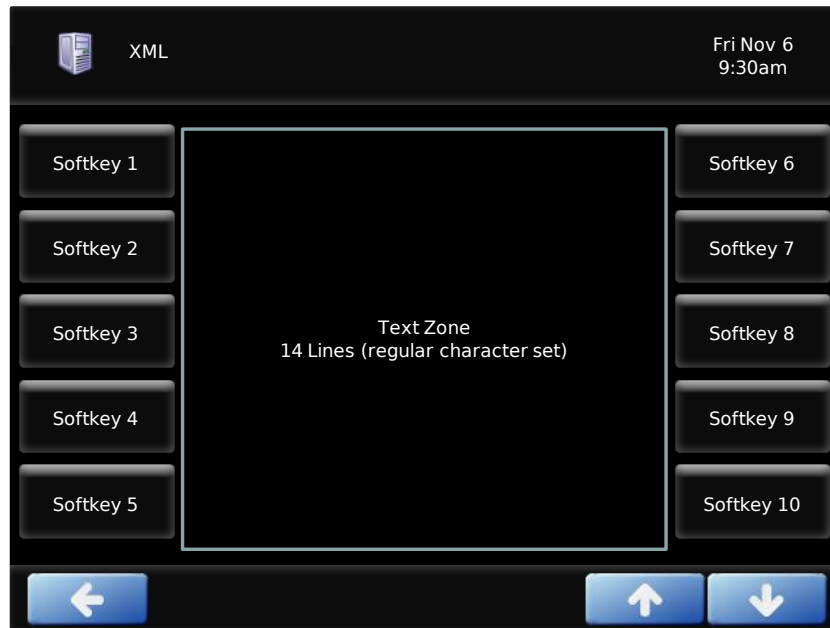 XML
Fri Nov 6
9:30am
Softkey 1
Softkey 2
Softkey 3
Softkey 4
Softkey 5
Text Zone
14 Lines (regular character set)
Softkey 6
Softkey 7
Softkey 8
Softkey 9
Softkey 10